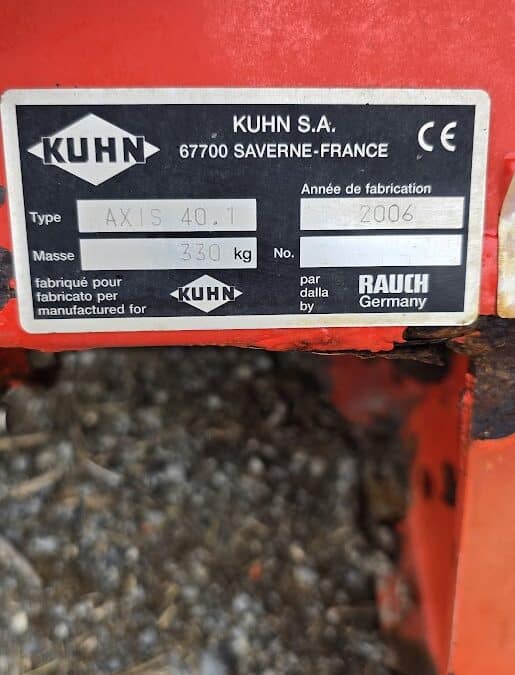 KUHN
KUHN S.A.
67700 SAVERNE-FRANCE
CE
Année de fabrication
Type AXIS 40.1 2006
Masse 330 kg No.
fabriqué pour
fabricato per
manufactured for
KUHN
par
dalla
by
RAUCH
Germany